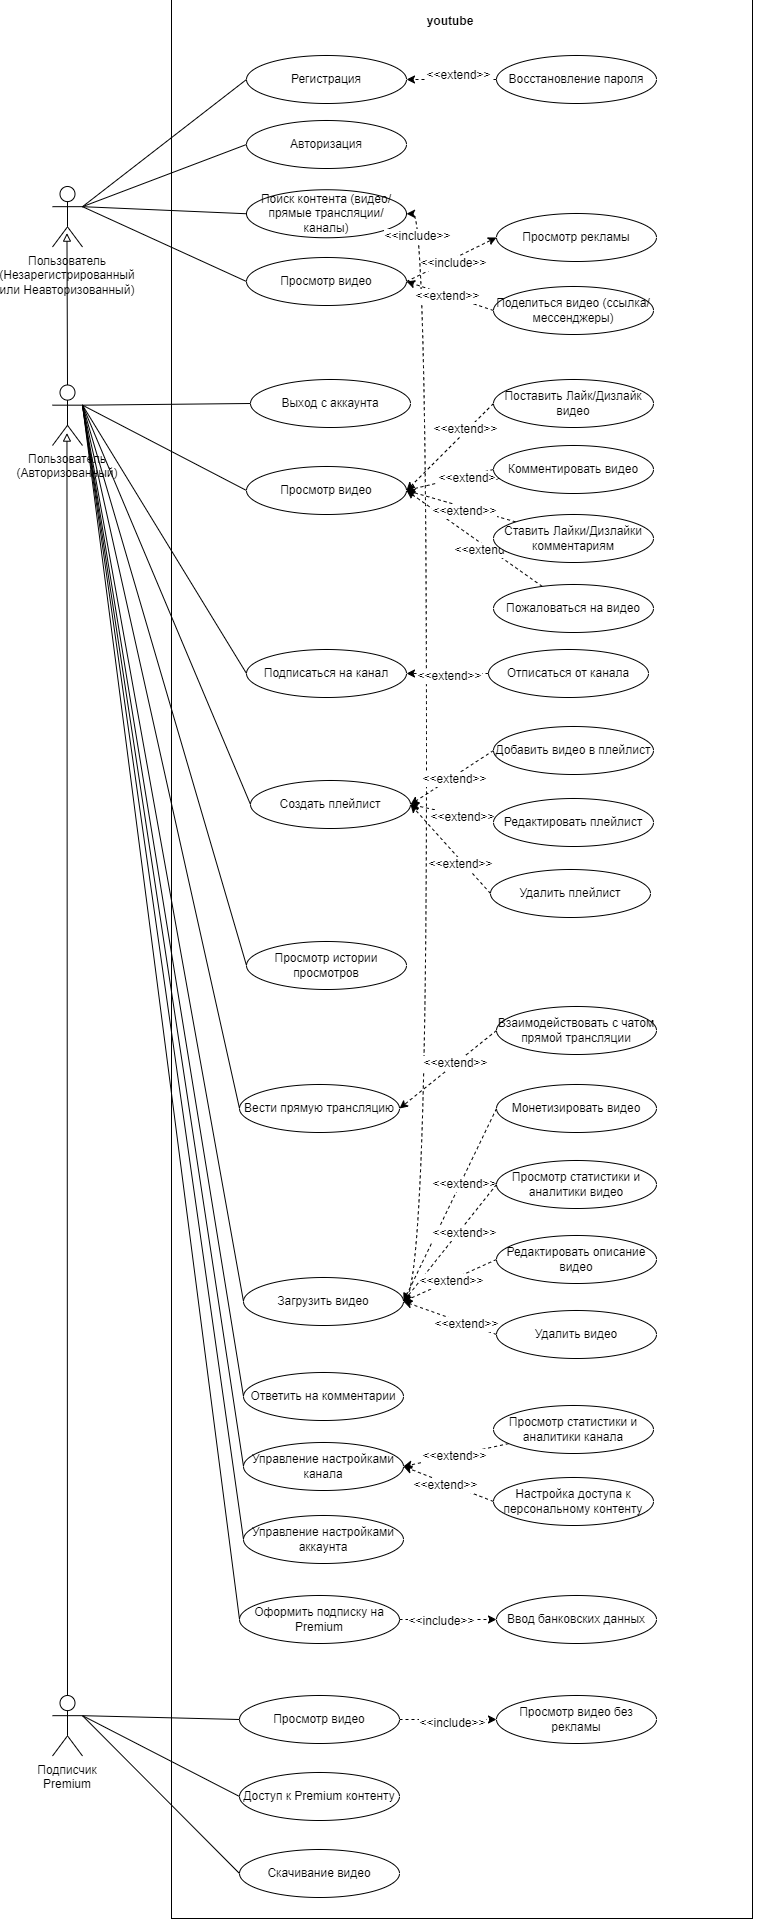 youtube
Регистрация
<<extend>>
Восстановление пароля
Авторизация
Поиск контента (видео/
прямые трансляции/
каналы)
<<include>>
Просмотр рекламы
<<include>>
Просмотр видео
<<extend>>
Поделиться видео (ссылка/
мессенджеры)
Пользователь
(Незарегистрированный
или Неавторизованный)
Выход с аккаунта
Поставить Лайк/Дизлайк
видео
<<extend>>
Пользователь
(Авторизованный)
Просмотр видео
<<extend>>
Комментировать видео
<<extend>>
Ставить Лайки/Дизлайки
комментариям
<<extend
Пожаловаться на видео
Подписаться на канал
<<extend>>
Отписаться от канала
Добавить видео в плейлист
<<extend>>
Создать плейлист
<<extend>>
Редактировать плейлист
<<extend>>
Удалить плейлист
Просмотр истории
просмотров
Взаимодействовать с чатом
прямой трансляции
<<extend>>
Вести прямую трансляцию
Монетизировать видео
<<extend>>
Просмотр статистики и
аналитики видео
<<extend>>
Редактировать описание
видео
<<extend>>
Загрузить видео
<<extend>>
Удалить видео
Ответить на комментарии
Просмотр статистики и
аналитики канала
<<extend>>
Управление настройками
канала
<<extend>>
Настройка доступа к
персональному контенту
Управление настройками
аккаунта
Оформить подписку на
Premium
<<include>>
Ввод банковских данных
Просмотр видео
<<include>>
Просмотр видео без
рекламы
Подписчик
Premium
Доступ к Premium контенту
Скачивание видео